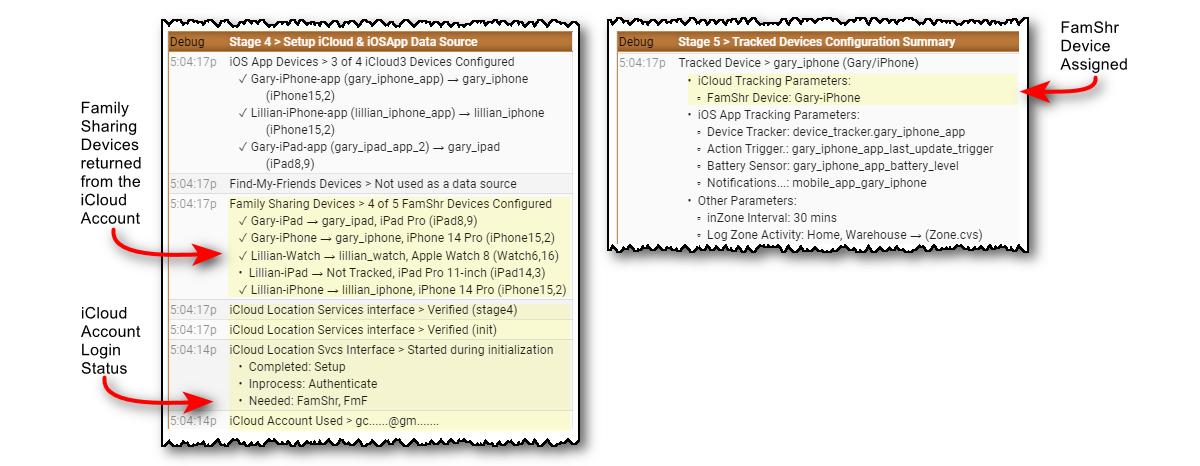 Family
Sharing
Devices
returned
from the
iCloud
Account
iCloud
Account
Login
Status
Debug Stage 4 > Setup iCloud & iOSApp Data Source
5:04:17p iOS App Devices > 3 of 4 iCloud3 Devices Configured
✓ Gary-iPhone-app (gary_iphone_app) → gary_iphone
(iPhone15,2)
✓ Lillian-iPhone-app (lillian_iphone_app) → lillian_iphone
(iPhone15,2)
✓ Gary-iPad-app (gary_ipad_app_2) → gary_ipad
(iPad8,9)
5:04:17p Find-My-Friends Devices > Not used as a data source
5:04:17p Family Sharing Devices > 4 of 5 FamShr Devices Configured
✓ Gary-iPad → gary_ipad, iPad Pro (iPad8,9)
✓ Gary-iPhone → gary_iphone, iPhone 14 Pro (iPhone15,2)
✓ Lillian-Watch → lillian_watch, Apple Watch 8 (Watch6,16)
• Lillian-iPad → Not Tracked, iPad Pro 11-inch (iPad14,3)
✓ Lillian-iPhone → lillian_iphone, iPhone 14 Pro (iPhone15,2)
5:04:17p iCloud Location Services interface > Verified (stage4)
5:04:17p iCloud Location Services interface > Verified (init)
5:04:14p iCloud Location Svcs Interface > Started during initialization
• Completed: Setup
• Inprocess: Authenticate
• Needed: FamShr, FmF
5:04:14p iCloud Account Used > gc......@gm.......
Debug Stage 5 > Tracked Devices Configuration Summary
5:04:17p Tracked Device > gary_iphone (Gary/iPhone)
• iCloud Tracking Parameters:
▫ FamShr Device: Gary-iPhone
• iOS App Tracking Parameters:
▫ Device Tracker: device_tracker.gary_iphone_app
▫ Action Trigger.: gary_iphone_app_last_update_trigger
▫ Battery Sensor: gary_iphone_app_battery_level
▫ Notifications...: mobile_app_gary_iphone
• Other Parameters:
▫ inZone Interval: 30 mins
▫ Log Zone Activity: Home, Warehouse → (Zone.cvs)
FamShr
Device
Assigned